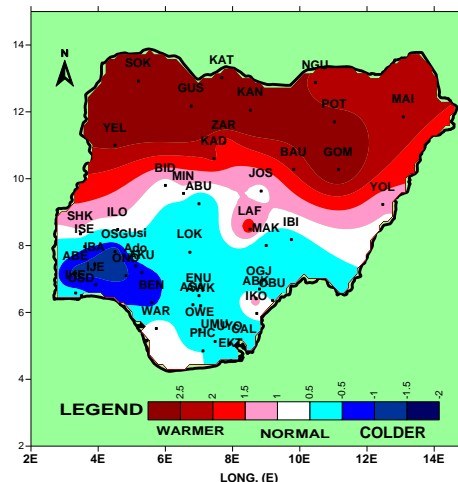 N
SOK
KAT
NGU
GUS
KAN
MAI
POT
ZAR
YEL
KAD
BAU
GOM
BID
MIN
JOS
ABU
YOL
SHK
ILO
LAF
ISE
MAK
IBI
OSG
Usi
LOK
IBA
Ado
ABE
AKU
IJE
OND
OGJ
ENU
BEN
AWK
IKO
WAR
OWE
UMU
UYO
CAL
PHC
EKT
LEGEND
2.5
2
1.5
1
0.5
-0.5
-1
-1.5
-2
WARMER
NORMAL
COLDER
14
12
10
8
6
4
2
2E
4E
6E
8E
10E
12E
14E
LONG. (E)